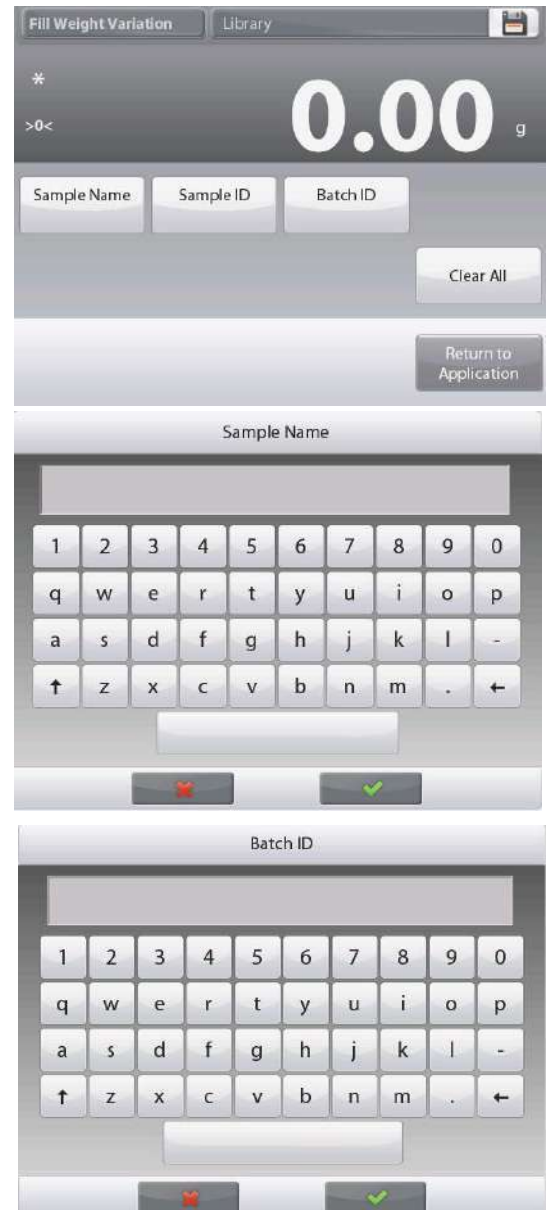 Fill Weight Variation Library
*
>0< 0.00 g
Sample Name Sample ID Batch ID
Clear All
Return to
Application
Sample Name
1 2 3 4 5 6 7 8 9 0
q w e r t y u i o p
a s d f g h j k l -
↑ z x c v b n m . ←
Batch ID
1 2 3 4 5 6 7 8 9 0
q w e r t y u i o p
a s d f g h j k l -
↑ z x c v b n m . ←